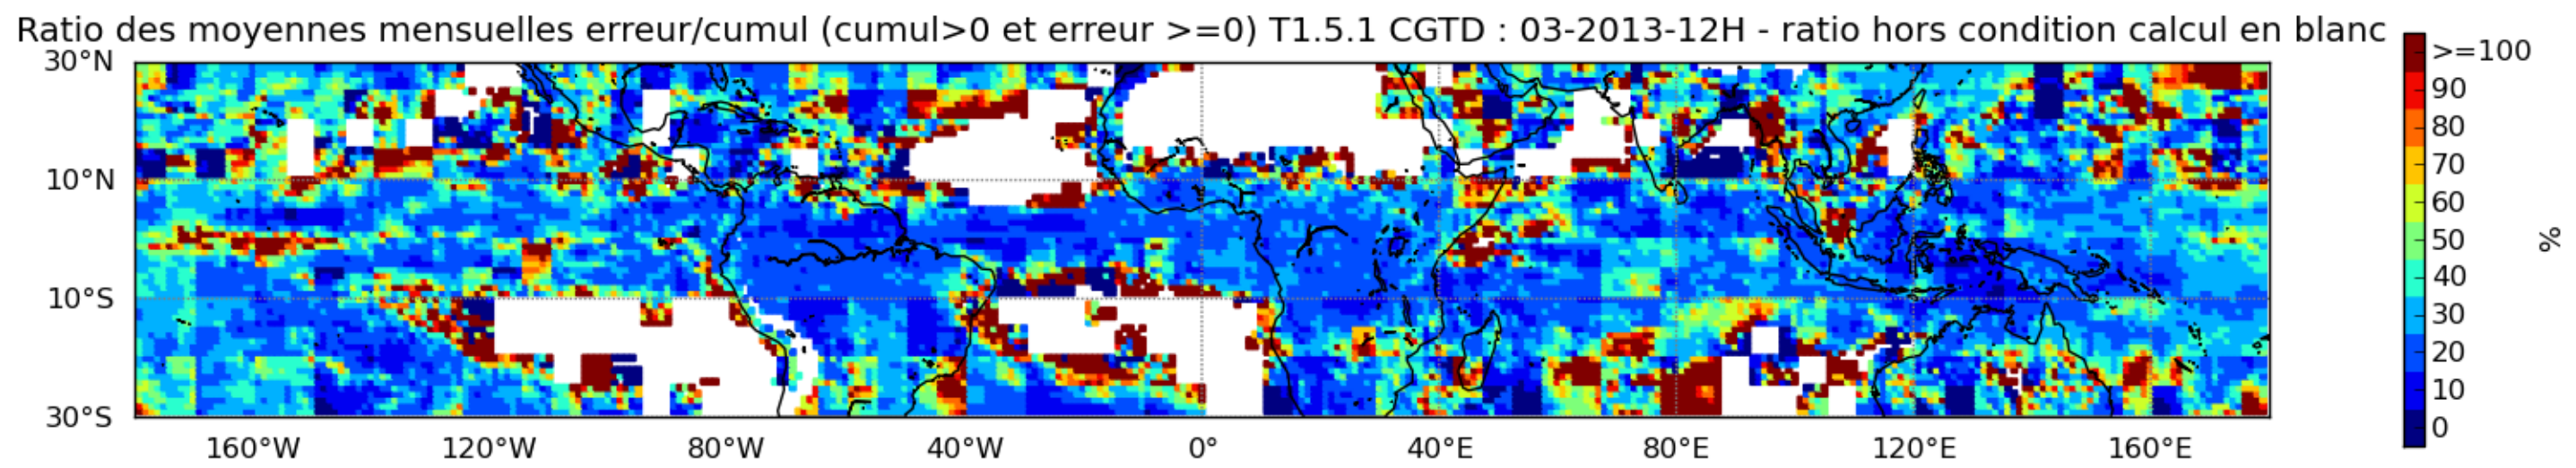 Ratio des moyennes mensuelles erreur/cumul (cumul>0 et erreur >=0) T1.5.1 CGTD : 03-2013-12H - ratio hors condition calcul en blanc
30°N
10°N
10°S
30°S
160°W 120°W 80°W 40°W 0° 40°E 80°E 120°E 160°E
>=100
90
80
70
60
50
40
30
20
10
0
%